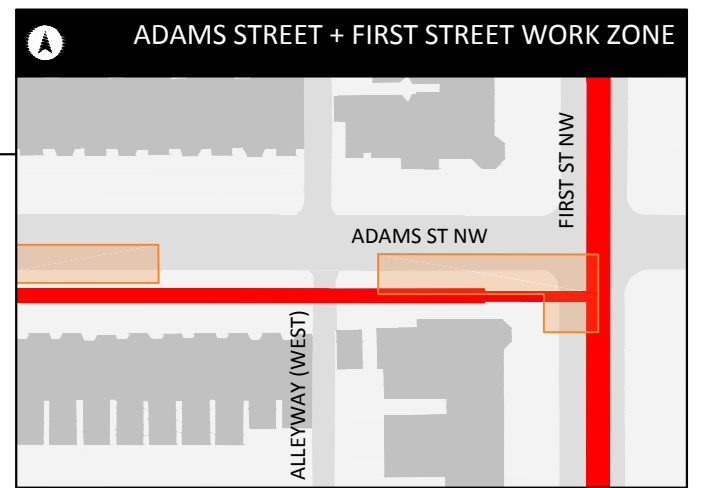 ADAMS STREET + FIRST STREET WORK ZONE
FIRST ST NW
ADAMS ST NW
ALLEYWAY (WEST)